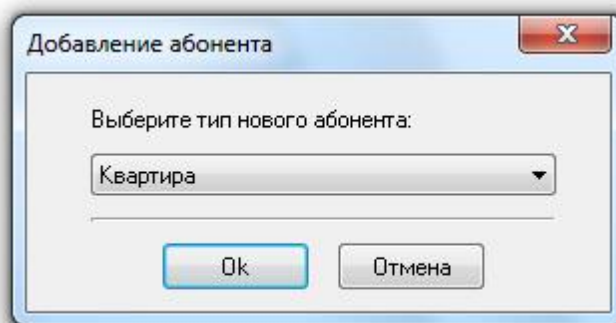 Добавление абонента
Выберите тип нового абонента:
Квартира
Ok
Отмена